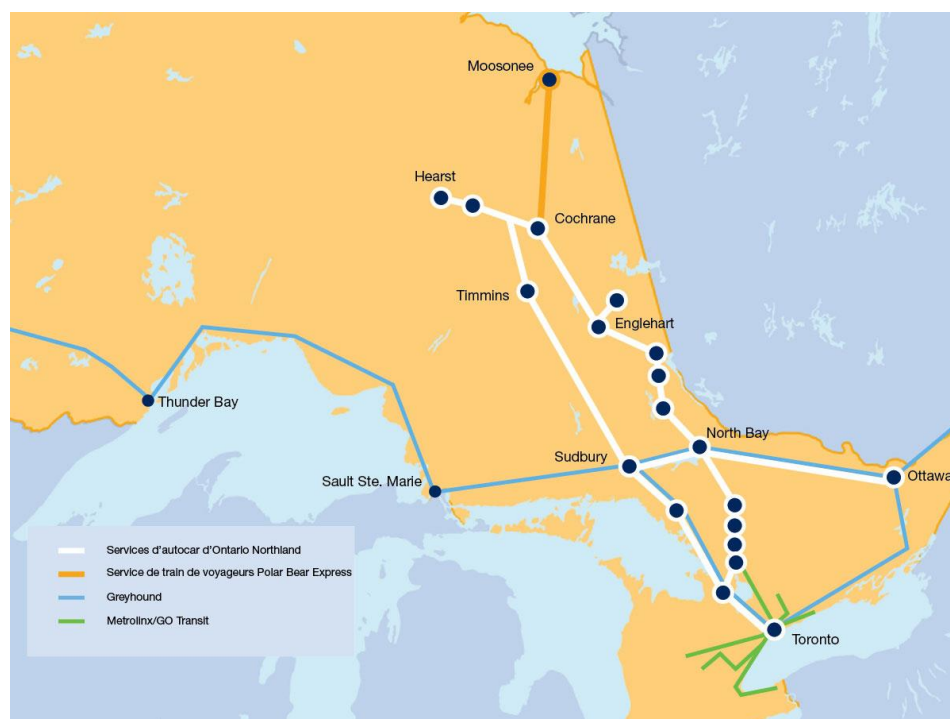 Moosonee
Hearst
Cochrane
Timmins
Englehart
Thunder Bay
North Bay
Sudbury
Sault Ste. Marie
Ottawa
Services d'autocar d'Ontario Northland
Service de train de voyageurs Polar Bear Express
Greyhound
Metrolinx/GO Transit
Toronto